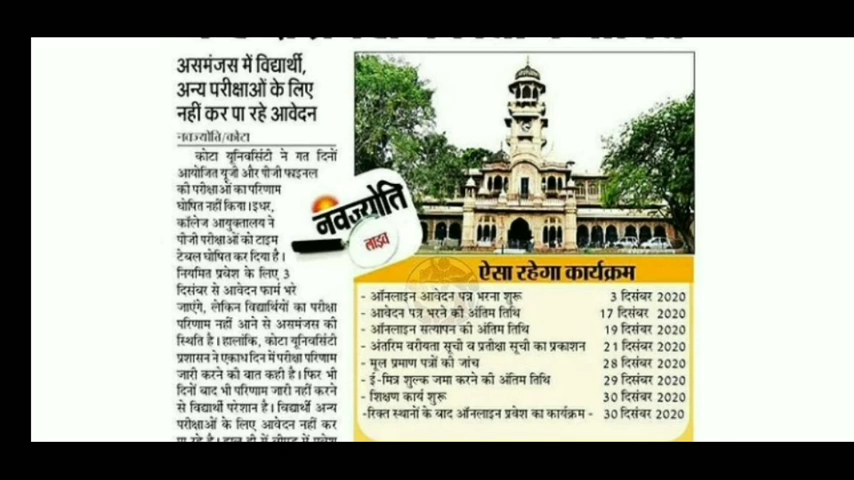 असमंजस में विद्यार्थी,
अन्य परीक्षाओं के लिए
नहीं कर पा रहे आवेदन
नवज्योति/कोटा
कोटा यूनिवर्सिटी ने गत दिनों
आयोजित यूजी और पीजी फाइनल
की परीक्षाओं का परिणाम
घोषित नहीं किया। इधर,
कॉलेज आयुक्तालय ने
पीजी परीक्षाओं को टाइम
टेबल घोषित कर दिया है।
नियमित प्रवेश के लिए 3
दिसंबर से आवेदन फार्म भरे
जाएंगे, लेकिन विद्यार्थियों का परीक्षा
परिणाम नहीं आने से असमंजस की
स्थिति है। हालांकि, कोटा यूनिवर्सिटी
प्रशासन ने एकाध दिन में परीक्षा परिणाम
जारी करने की बात कही है। फिर भी
दिनों बाद भी परिणाम जारी नहीं करने
से विद्यार्थी परेशान है। विद्यार्थी अन्य
परीक्षाओं के लिए आवेदन नहीं कर
नवज्योति
लाइव
ऐसा रहेगा कार्यक्रम
- ऑनलाइन आवेदन पत्र भरना शुरू 3 दिसंबर 2020
- आवेदन पत्र भरने की अंतिम तिथि 17 दिसंबर 2020
- ऑनलाइन सत्यापन की अंतिम तिथि 19 दिसंबर 2020
- अंतरिम वरीयता सूची व प्रतीक्षा सूची का प्रकाशन 21 दिसंबर 2020
- मूल प्रमाण पत्रों की जांच 28 दिसंबर 2020
- ई-मित्र शुल्क जमा करने की अंतिम तिथि 29 दिसंबर 2020
- शिक्षण कार्य शुरू 30 दिसंबर 2020
-रिक्त स्थानों के बाद ऑनलाइन प्रवेश का कार्यक्रम - 30 दिसंबर 2020